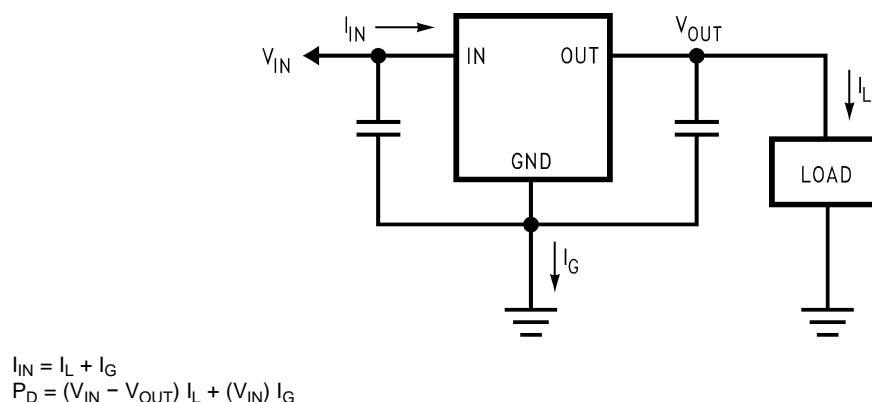 I_IN
V_OUT
V_IN
IN
OUT
I_L
GND
LOAD
I_G
I_IN = I_L + I_G
P_D = (V_IN − V_OUT) I_L + (V_IN) I_G